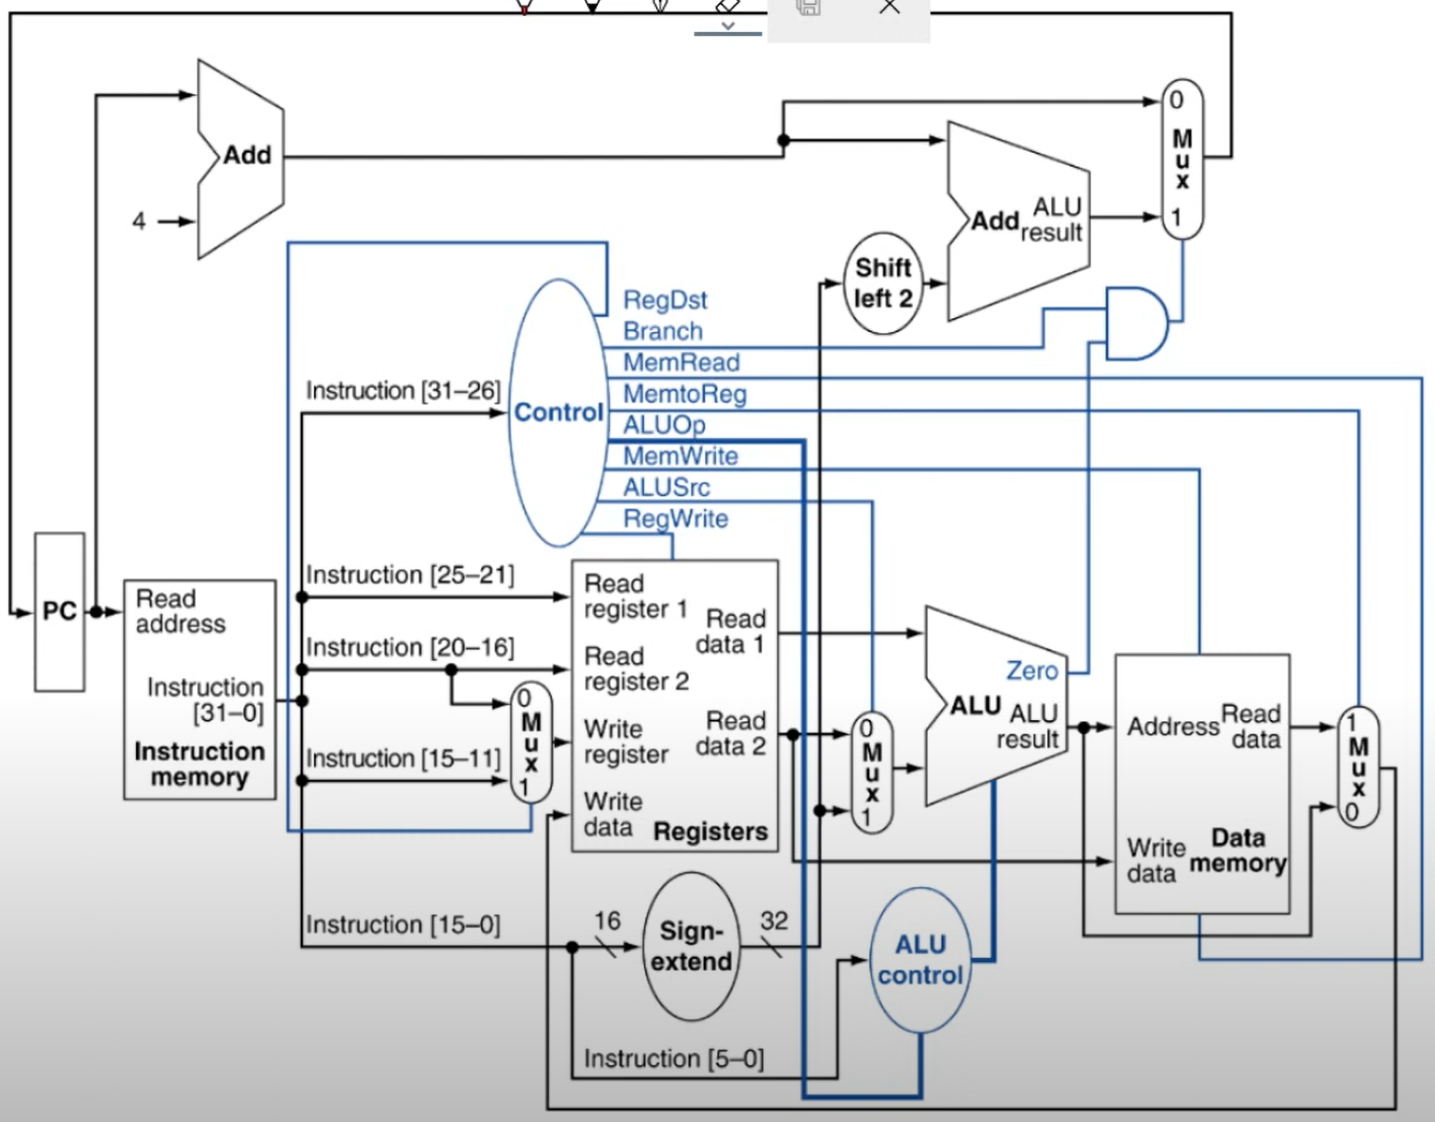 0
M
u
x
1
Add
4
Add
ALU
result
Shift
left 2
RegDst
Branch
MemRead
MemtoReg
ALUOp
MemWrite
ALUSrc
RegWrite
Control
Instruction [31–26]
PC
Read
address
Instruction
[31–0]
Instruction
memory
Instruction [25–21]
Instruction [20–16]
Instruction [15–11]
Instruction [15–0]
0
M
u
x
1
Read
register 1
Read
register 2
Write
register
Write
data
Read
data 1
Read
data 2
Registers
0
M
u
x
1
Zero
ALU
ALU
result
Address
Read
data
Write
data
Data
memory
1
M
u
x
0
16
Sign-
extend
32
ALU
control
Instruction [5–0]